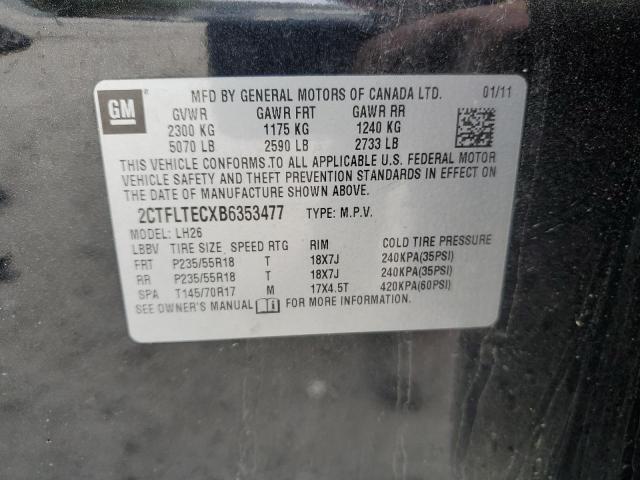 GM
MFD BY GENERAL MOTORS OF CANADA LTD. 01/11
GVWR GAWR FRT GAWR RR
2300 KG 1175 KG 1240 KG
5070 LB 2590 LB 2733 LB
THIS VEHICLE CONFORMS TO ALL APPLICABLE U.S. FEDERAL MOTOR
VEHICLE SAFETY AND THEFT PREVENTION STANDARDS IN EFFECT ON
THE DATE OF MANUFACTURE SHOWN ABOVE.
2CTFLTECXB6353477 TYPE: M.P.V.
MODEL: LH26
LBBV TIRE SIZE, SPEED RTG RIM COLD TIRE PRESSURE
FRT P235/55R18 T 18X7J 240KPA(35PSI)
RR P235/55R18 T 18X7J 240KPA(35PSI)
SPA T145/70R17 M 17X4.5T 420KPA(60PSI)
SEE OWNER'S MANUAL FOR MORE INFORMATION.